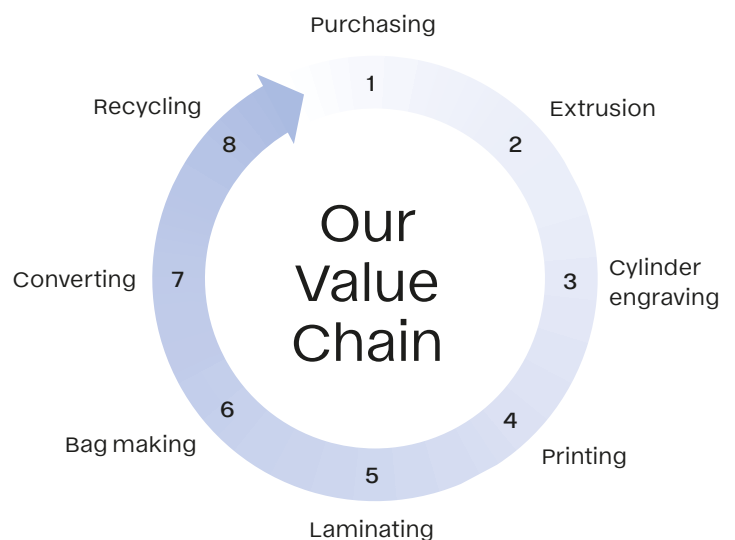 Our
Value
Chain
1
Purchasing
2
Extrusion
3
Cylinder
engraving
4
Printing
5
Laminating
6
Bag making
7
Converting
8
Recycling